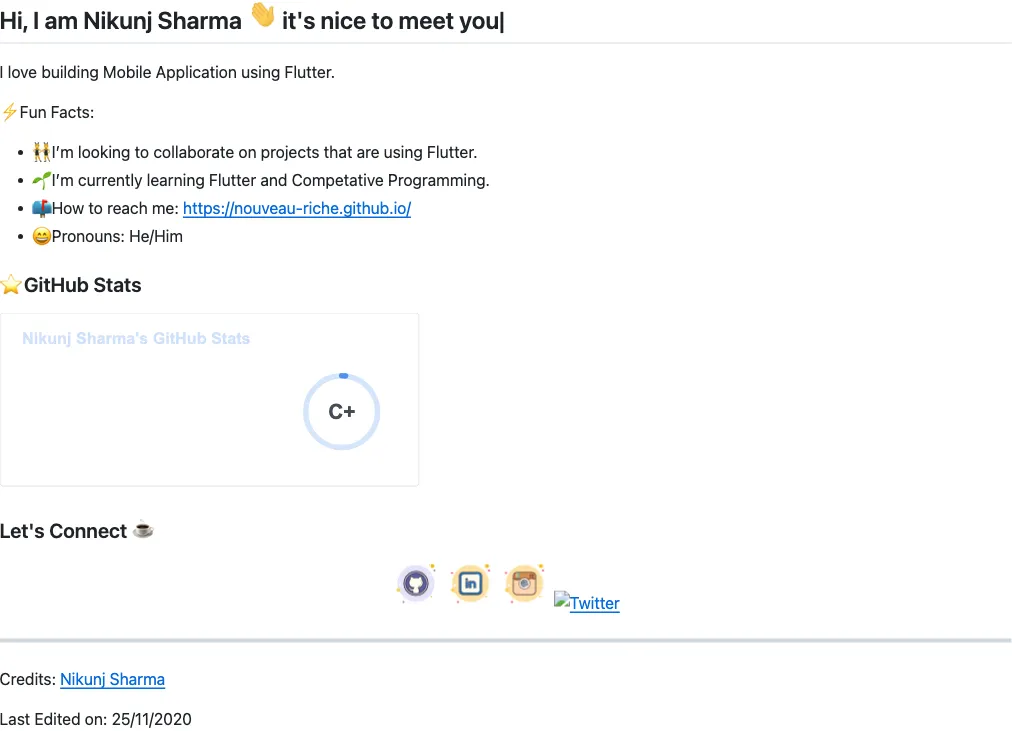 Hi, I am Nikunj Sharma 👋 it's nice to meet you|
I love building Mobile Application using Flutter.
⚡Fun Facts:
• 👯I'm looking to collaborate on projects that are using Flutter.
• 🌱I'm currently learning Flutter and Competative Programming.
• 📫How to reach me: https://nouveau-riche.github.io/
• 😄Pronouns: He/Him
⭐GitHub Stats
Nikunj Sharma's GitHub Stats
C+
Let's Connect ☕
in
Twitter
Credits: Nikunj Sharma
Last Edited on: 25/11/2020